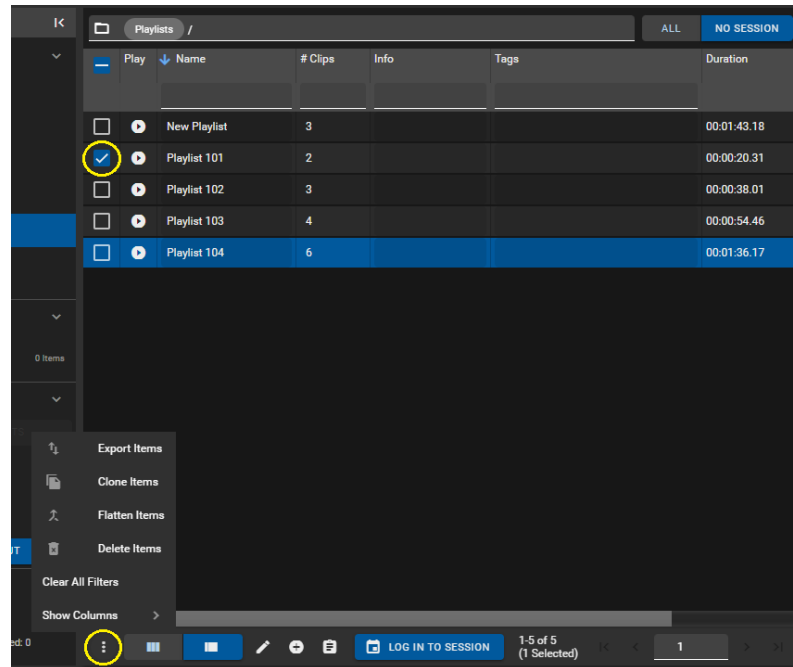 Playlists /
ALL
NO SESSION
Play
Name
# Clips
Info
Tags
Duration
New Playlist 3 00:01:43.18
Playlist 101 2 00:00:20.31
Playlist 102 3 00:00:38.01
Playlist 103 4 00:00:54.46
Playlist 104 6 00:01:36.17
0 Items
Export Items
Clone Items
Flatten Items
Delete Items
Clear All Filters
Show Columns
ed: 0
LOG IN TO SESSION
1-5 of 5
(1 Selected)
1